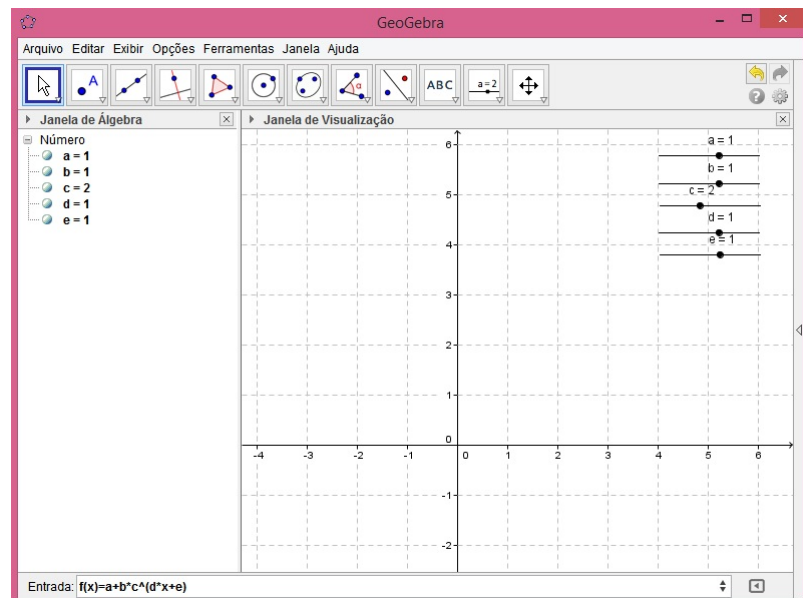 GeoGebra
Arquivo Editar Exibir Opções Ferramentas Janela Ajuda
A
α
ABC
a=2
Janela de Álgebra
Número
a = 1
b = 1
c = 2
d = 1
e = 1
Janela de Visualização
a = 1
b = 1
c = 2
d = 1
e = 1
6
5
4
3
2
1
0
-1
-2
-4 -3 -2 -1 0 1 2 3 4 5 6
Entrada: f(x)=a+b*c^(d*x+e)